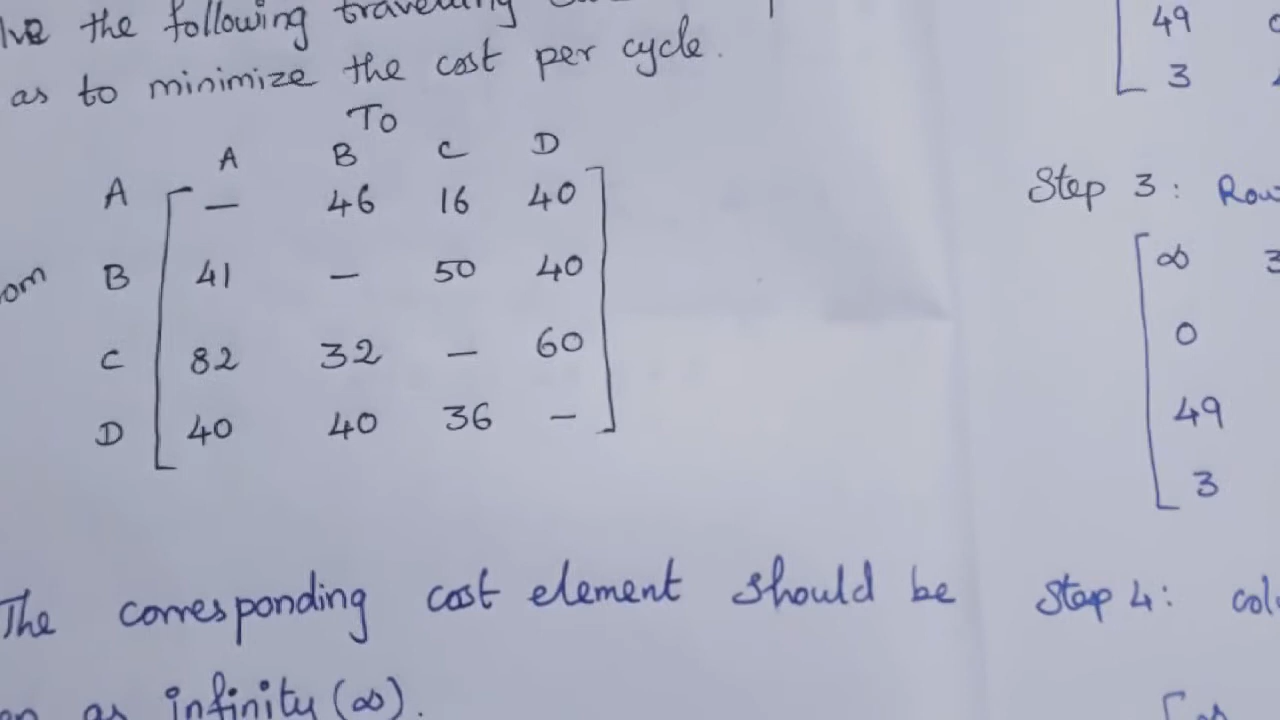 the following travelling
as to minimize the cost per cycle.
To
A B C D
A — 46 16 40
B 41 — 50 40
C 82 32 — 60
D 40 40 36 —
The corresponding cost element should be
as infinity (∞).
49
3
Step 3: Row
∞ 3
0
49
3
Step 4: